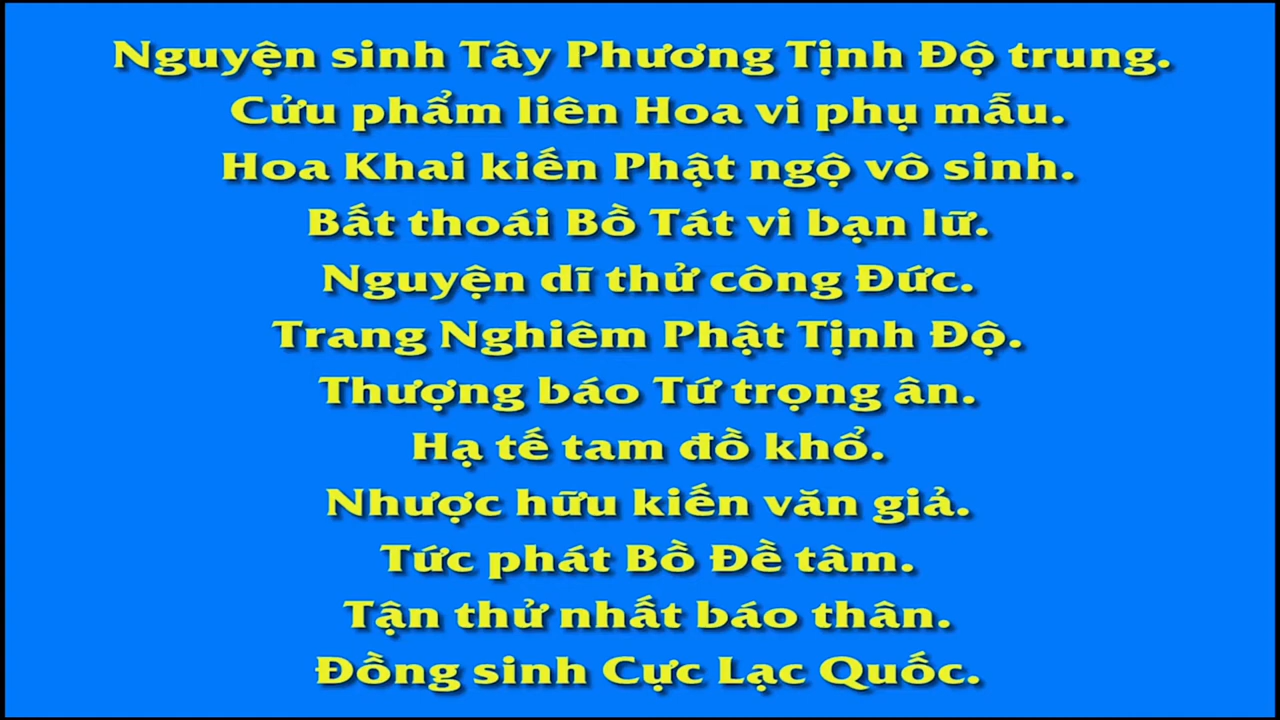 Nguyện sinh Tây Phương Tịnh Độ trung.
Cửu phẩm liên Hoa vi phụ mẫu.
Hoa Khai kiến Phật ngộ vô sinh.
Bất thoái Bồ Tát vi bạn lữ.
Nguyện dĩ thử công Đức.
Trang Nghiêm Phật Tịnh Độ.
Thượng báo Tứ trọng ân.
Hạ tế tam đồ khổ.
Nhược hữu kiến văn giả.
Tức phát Bồ Đề tâm.
Tận thử nhất báo thân.
Đồng sinh Cực Lạc Quốc.